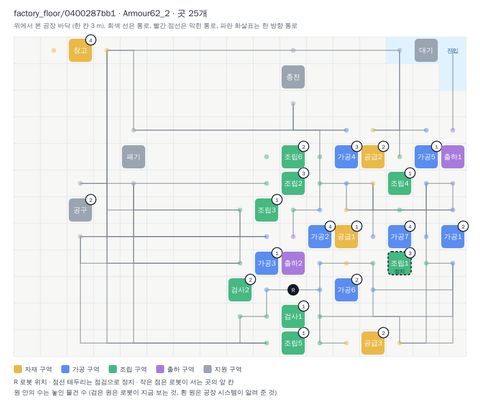 factory_floor/0400287bb1 · Armour62_2 · 곳 25개
위에서 본 공장 바닥 (한 칸 3 m), 회색 선은 통로, 빨간 점선은 막힌 통로, 파란 화살표는 한 방향 통로
창고 4
대기
진입
충전
폐기
조립6 2
가공4 3
공급2 2
가공5 1
출하1
조립2 3
조립4 1
공구 2
조립3 1
가공2 4
공급1 1
가공7 4
가공1 2
가공3 1
출하2
조립1 3
정지
검사2 2
R
가공6 2
검사1 1
조립5 1
공급3 2
자재 구역 가공 구역 조립 구역 출하 구역 지원 구역
R 로봇 위치 · 점선 테두리는 점검으로 정지 · 작은 점은 로봇이 서는 곳의 앞 칸
원 안의 수는 놓인 물건 수 (검은 원은 로봇이 지금 보는 것, 흰 원은 공장 시스템이 알려 준 것)